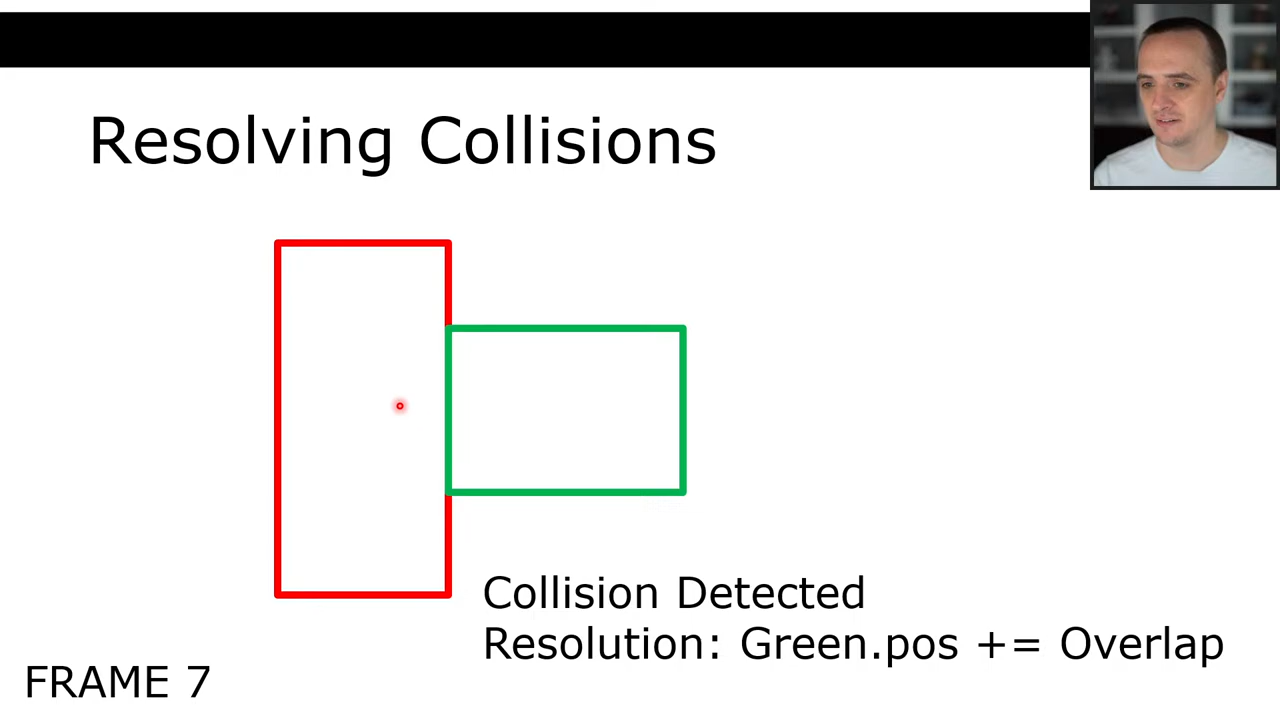 Resolving Collisions
Collision Detected
Resolution: Green.pos += Overlap
FRAME 7